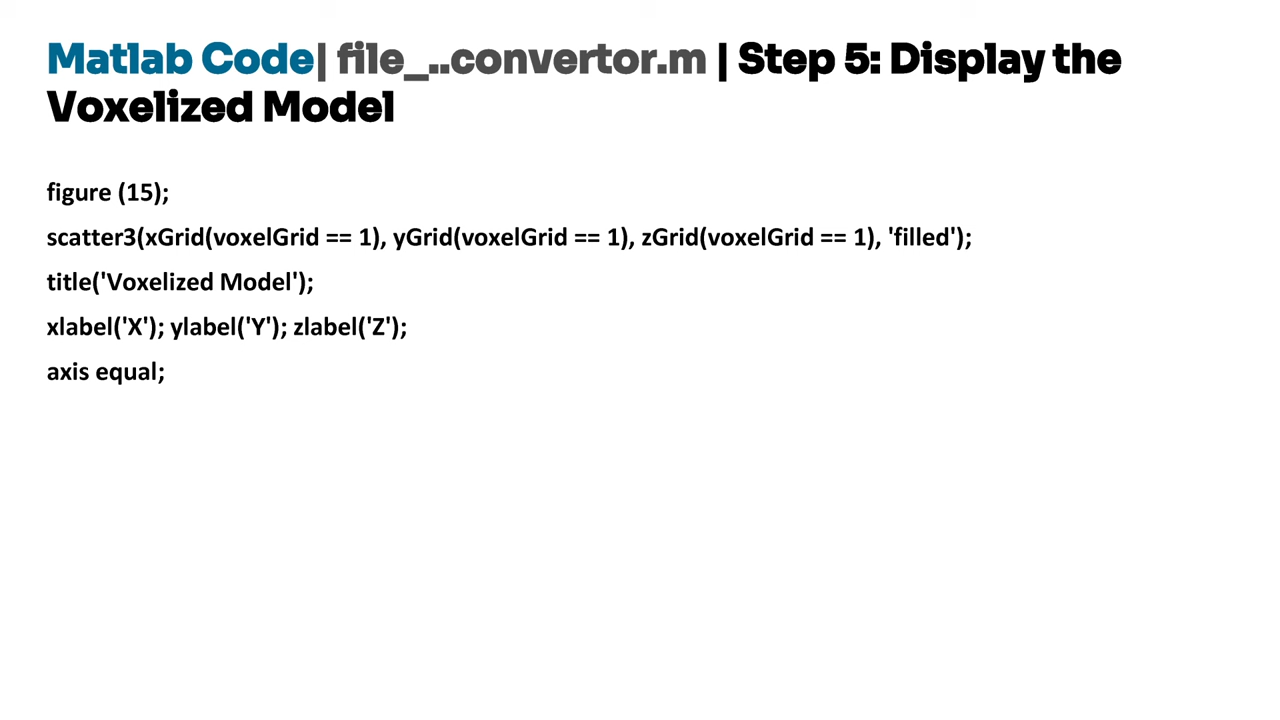 Matlab Code| file_..convertor.m | Step 5: Display the
Voxelized Model
figure (15);
scatter3(xGrid(voxelGrid == 1), yGrid(voxelGrid == 1), zGrid(voxelGrid == 1), 'filled');
title('Voxelized Model');
xlabel('X'); ylabel('Y'); zlabel('Z');
axis equal;